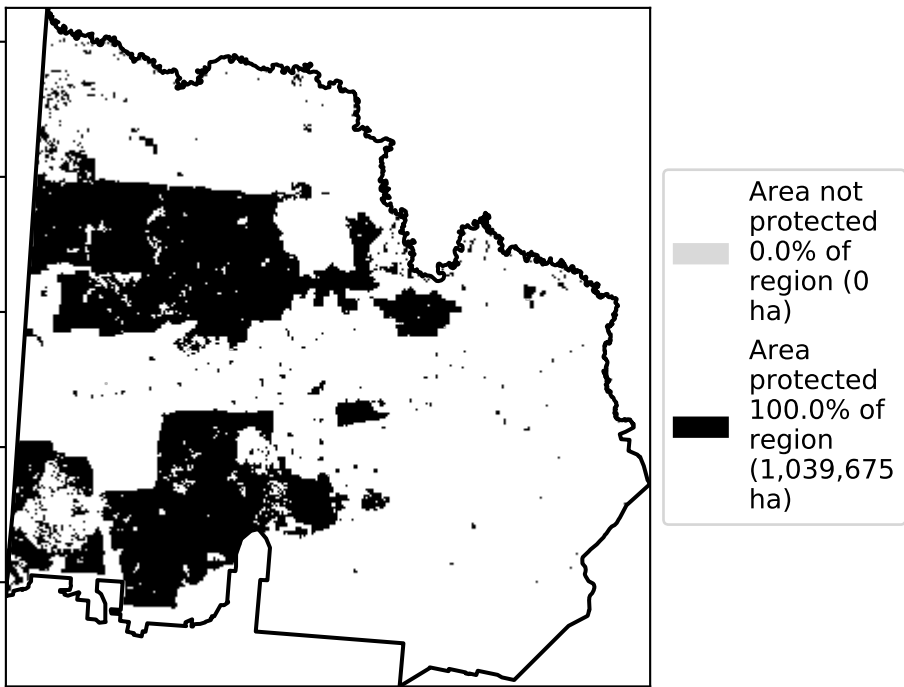 Area not
protected
0.0% of
region (0
ha)
Area
protected
100.0% of
region
(1,039,675
ha)